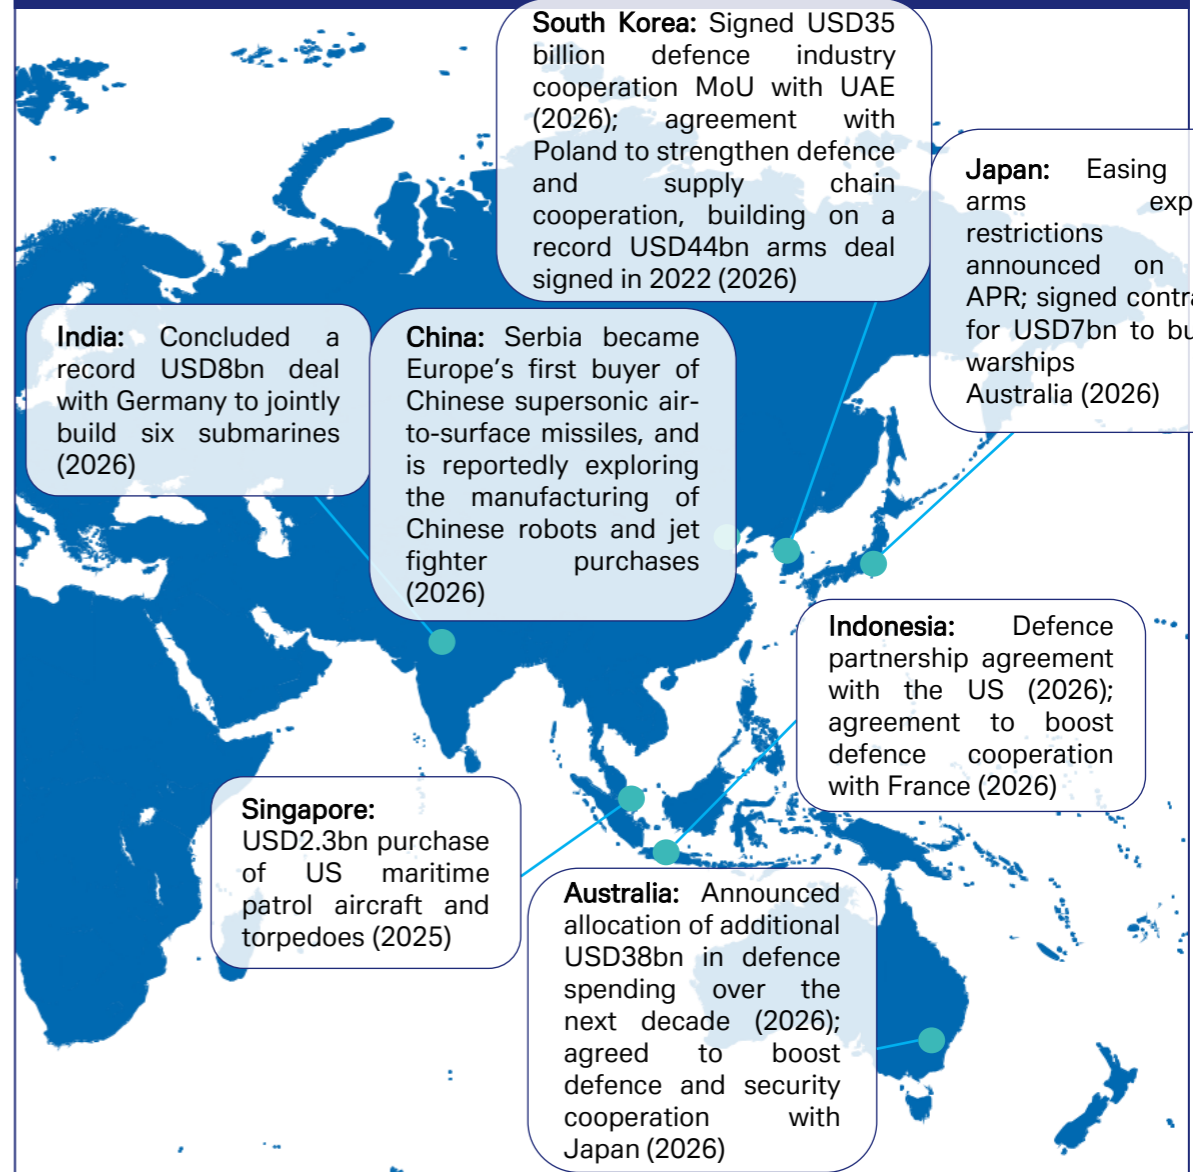 South Korea: Signed USD35
billion defence industry
cooperation MoU with UAE
(2026); agreement with
Poland to strengthen defence
and supply chain
cooperation, building on a
record USD44bn arms deal
signed in 2022 (2026)
Japan: Easing
arms
restrictions
announced on
APR; signed
for USD7bn to
warships
Australia (2026)
India: Concluded a
record USD8bn deal
with Germany to jointly
build six submarines
(2026)
China: Serbia became
Europe's first buyer of
Chinese supersonic air-
to-surface missiles, and
is reportedly exploring
the manufacturing of
Chinese robots and jet
fighter purchases
(2026)
Indonesia: Defence
partnership agreement
with the US (2026);
agreement to boost
defence cooperation
with France (2026)
Singapore:
USD2.3bn purchase
of US maritime
patrol aircraft and
torpedoes (2025)
Australia: Announced
allocation of additional
USD38bn in defence
spending over the
next decade (2026);
agreed to boost
defence and security
cooperation with
Japan (2026)